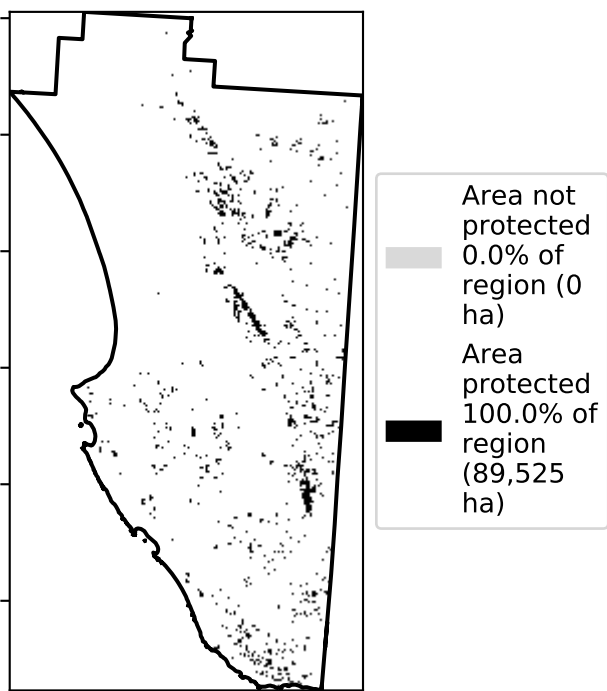 Area not
protected
0.0% of
region (0
ha)
Area
protected
100.0% of
region
(89,525
ha)